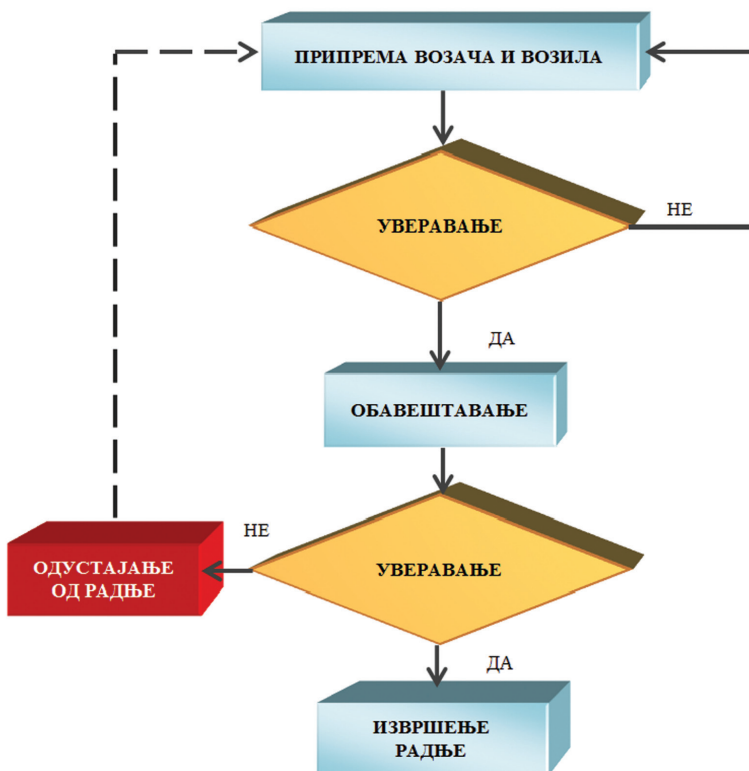 ПРИПРЕМА ВОЗАЧА И ВОЗИЛА
УВЕРАВАЊЕ
НЕ
ДА
ОБАВЕШТАВАЊЕ
НЕ
УВЕРАВАЊЕ
ОДУСТАЈАЊЕ
ОД РАДЊЕ
ДА
ИЗВРШЕЊЕ
РАДЊЕ